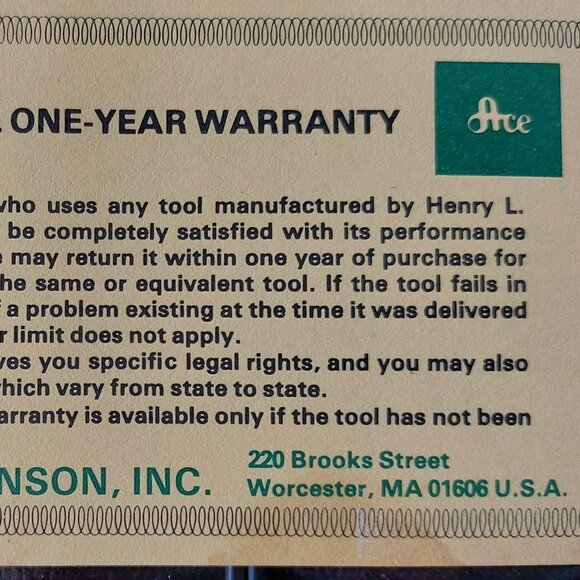 ONE-YEAR WARRANTY
Ace
who uses any tool manufactured by Henry L.
be completely satisfied with its performance
may return it within one year of purchase for
the same or equivalent tool. If the tool fails in
f a problem existing at the time it was delivered
r limit does not apply.
ves you specific legal rights, and you may also
which vary from state to state.
arranty is available only if the tool has not been
NSON, INC.
220 Brooks Street
Worcester, MA 01606 U.S.A.